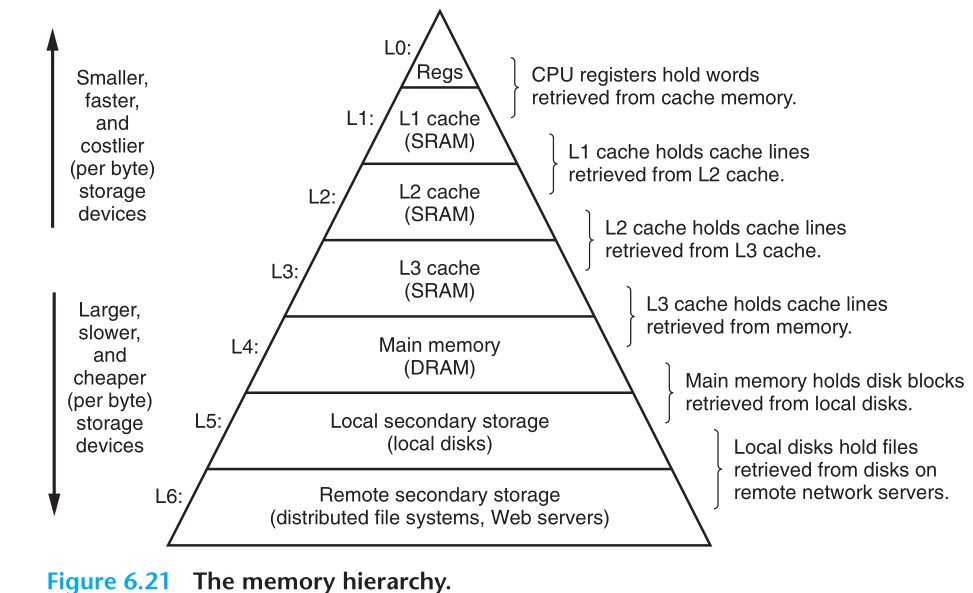 Smaller,
faster,
and
costlier
(per byte)
storage
devices
Larger,
slower,
and
cheaper
(per byte)
storage
devices
L0:
Regs
CPU registers hold words
retrieved from cache memory.
L1:
L1 cache
(SRAM)
L1 cache holds cache lines
retrieved from L2 cache.
L2:
L2 cache
(SRAM)
L2 cache holds cache lines
retrieved from L3 cache.
L3:
L3 cache
(SRAM)
L3 cache holds cache lines
retrieved from memory.
L4:
Main memory
(DRAM)
Main memory holds disk blocks
retrieved from local disks.
L5:
Local secondary storage
(local disks)
Local disks hold files
retrieved from disks on
remote network servers.
L6:
Remote secondary storage
(distributed file systems, Web servers)
Figure 6.21 The memory hierarchy.